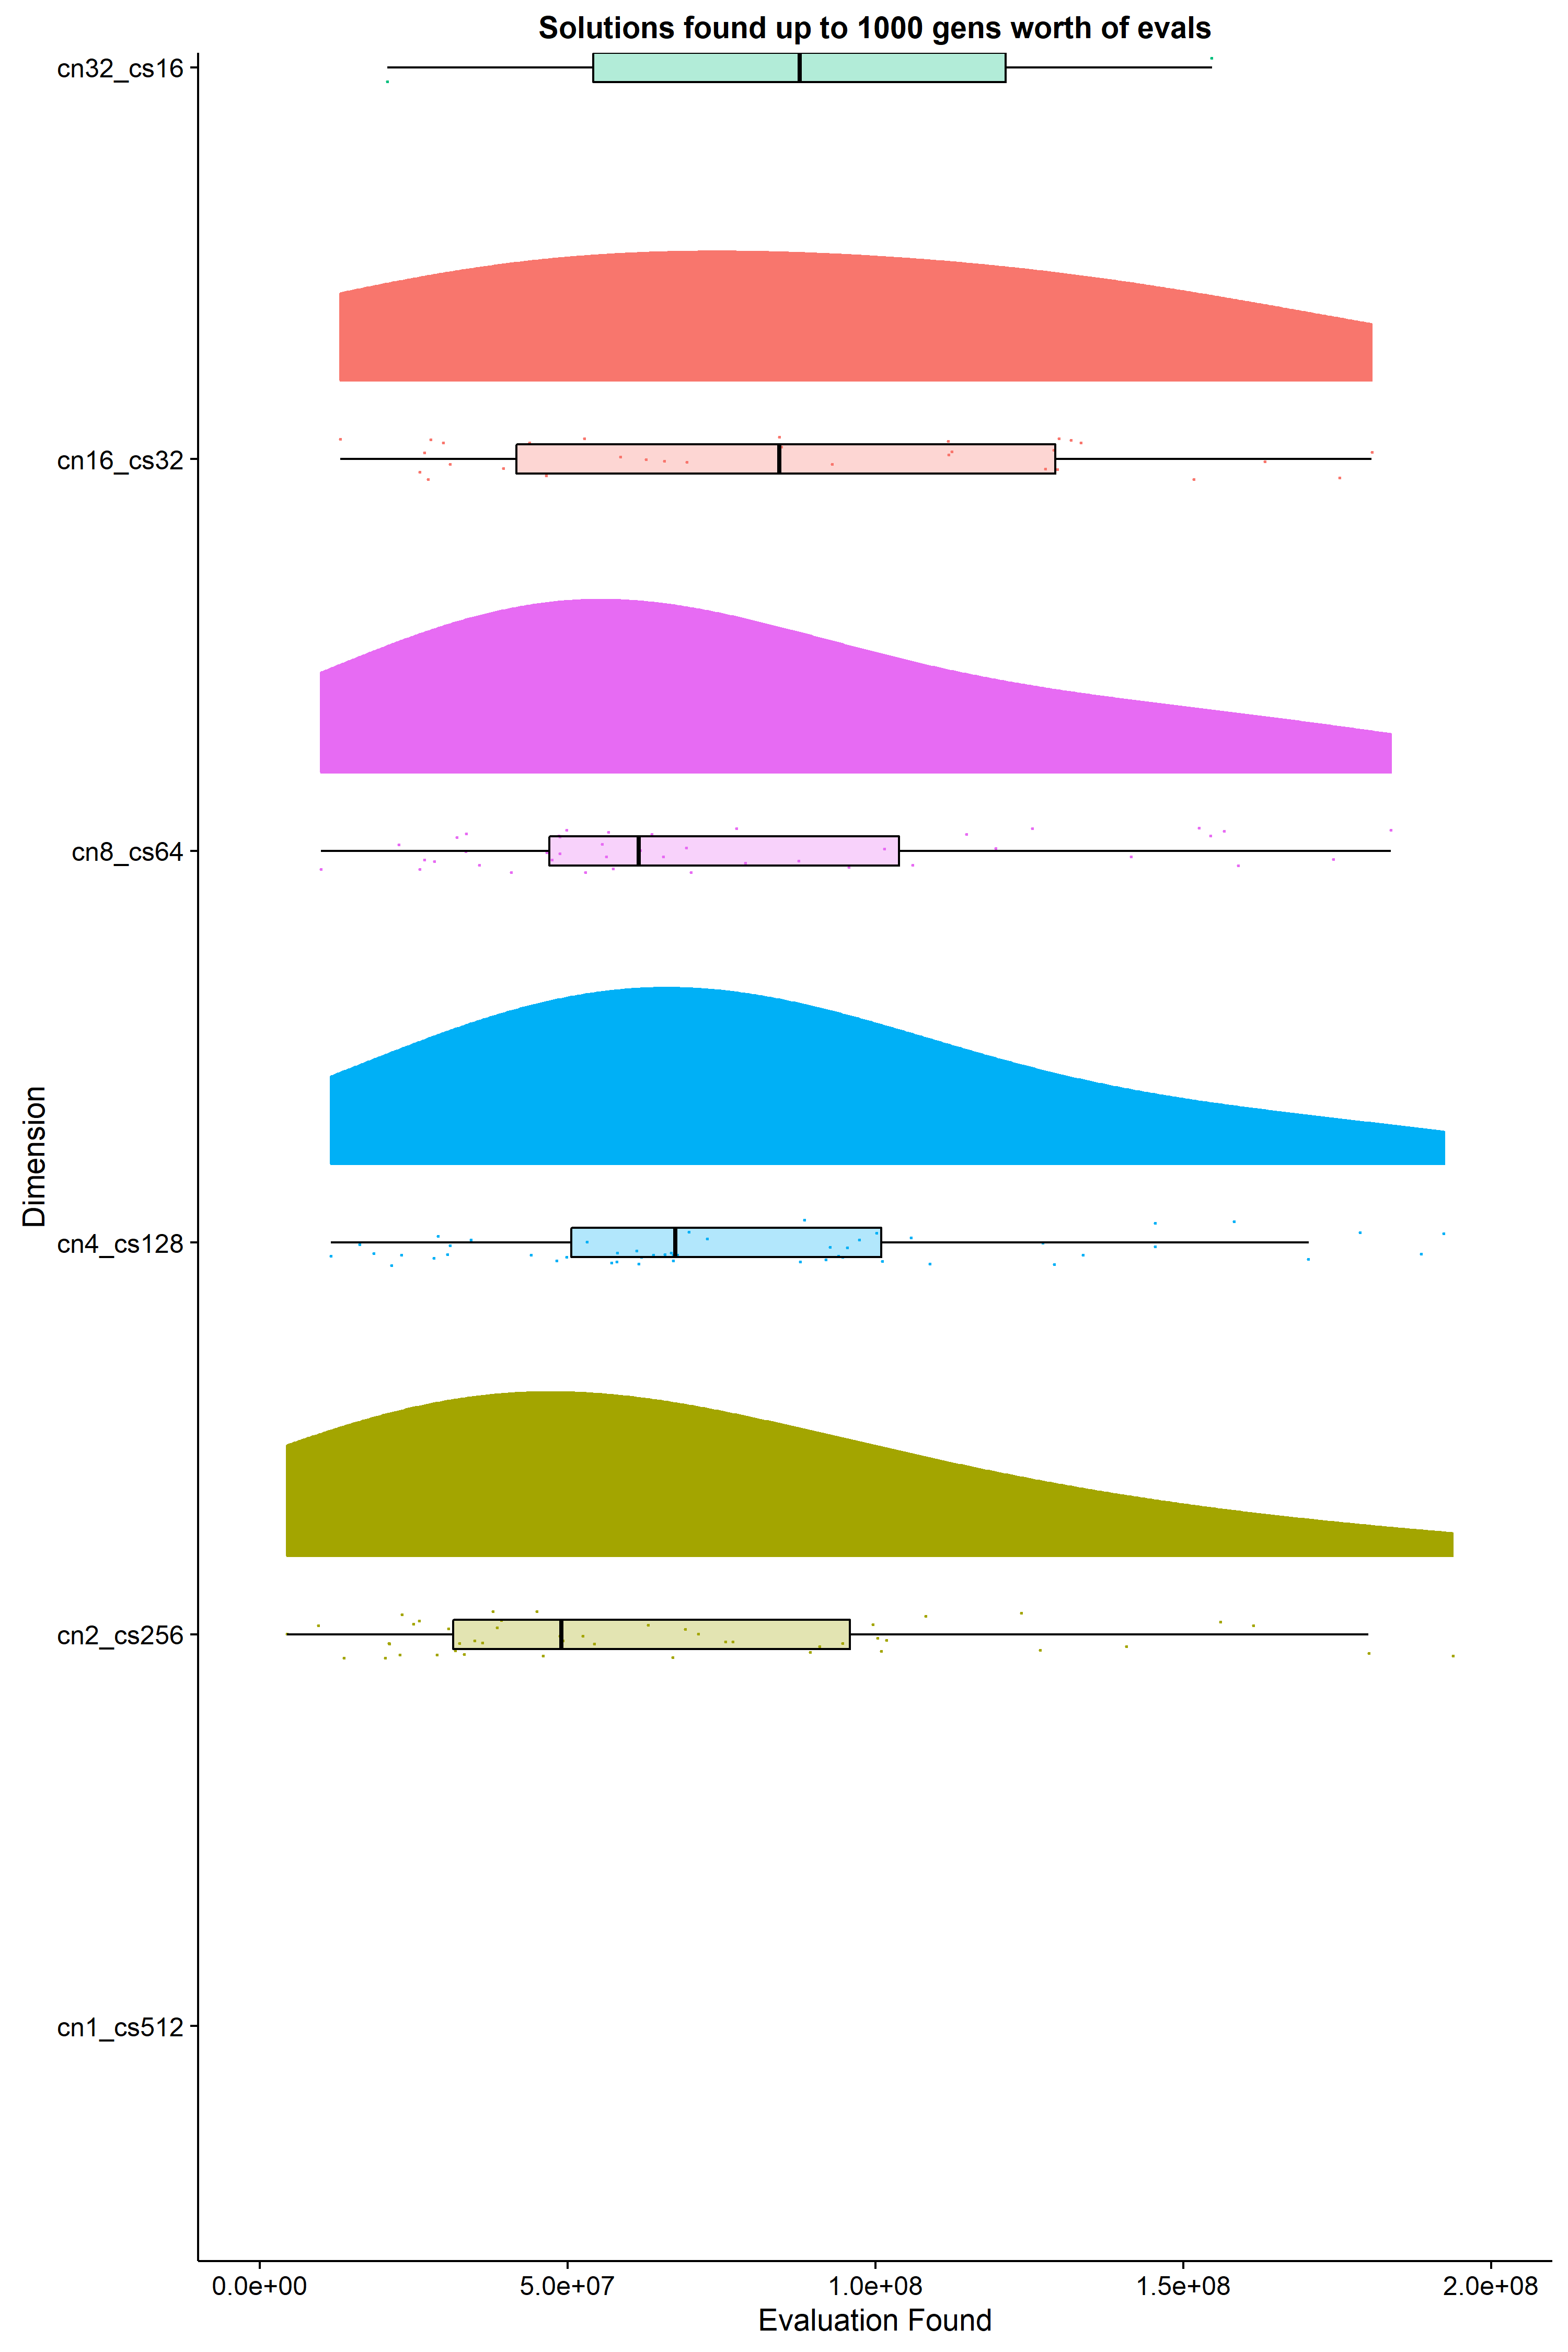 Solutions found up to 1000 gens worth of evals
cn32_cs16
cn16_cs32
cn8_cs64
cn4_cs128
cn2_cs256
cn1_cs512
Dimension
0.0e+00 5.0e+07 1.0e+08 1.5e+08 2.0e+08
Evaluation Found